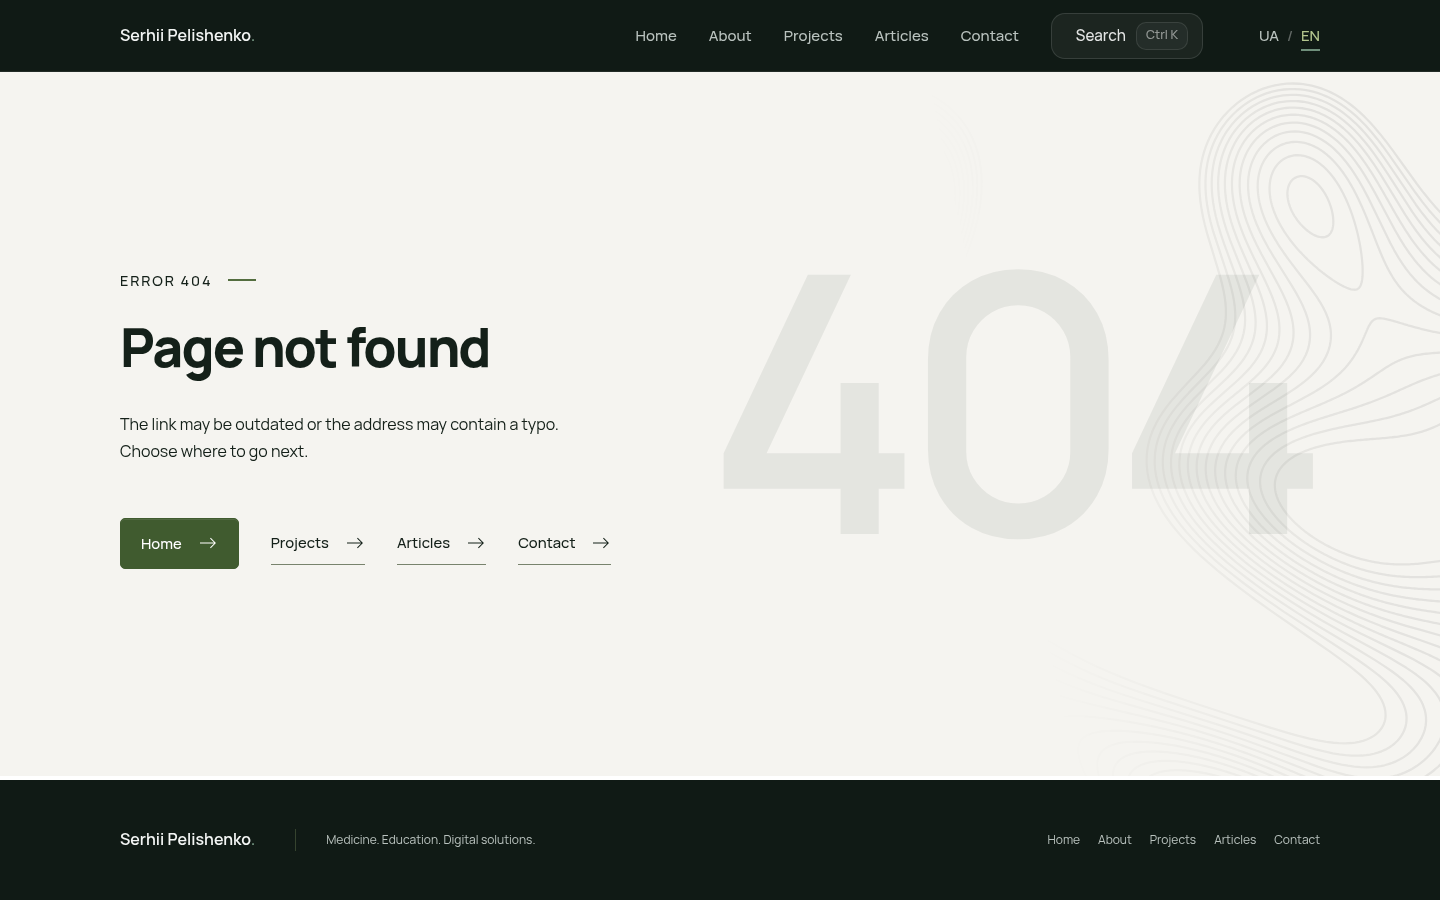 Serhii Pelishenko.
Home About Projects Articles Contact Search Ctrl K UA / EN
ERROR 404
Page not found
The link may be outdated or the address may contain a typo.
Choose where to go next.
Home Projects Articles Contact
404
Serhii Pelishenko.
Medicine. Education. Digital solutions.
Home About Projects Articles Contact